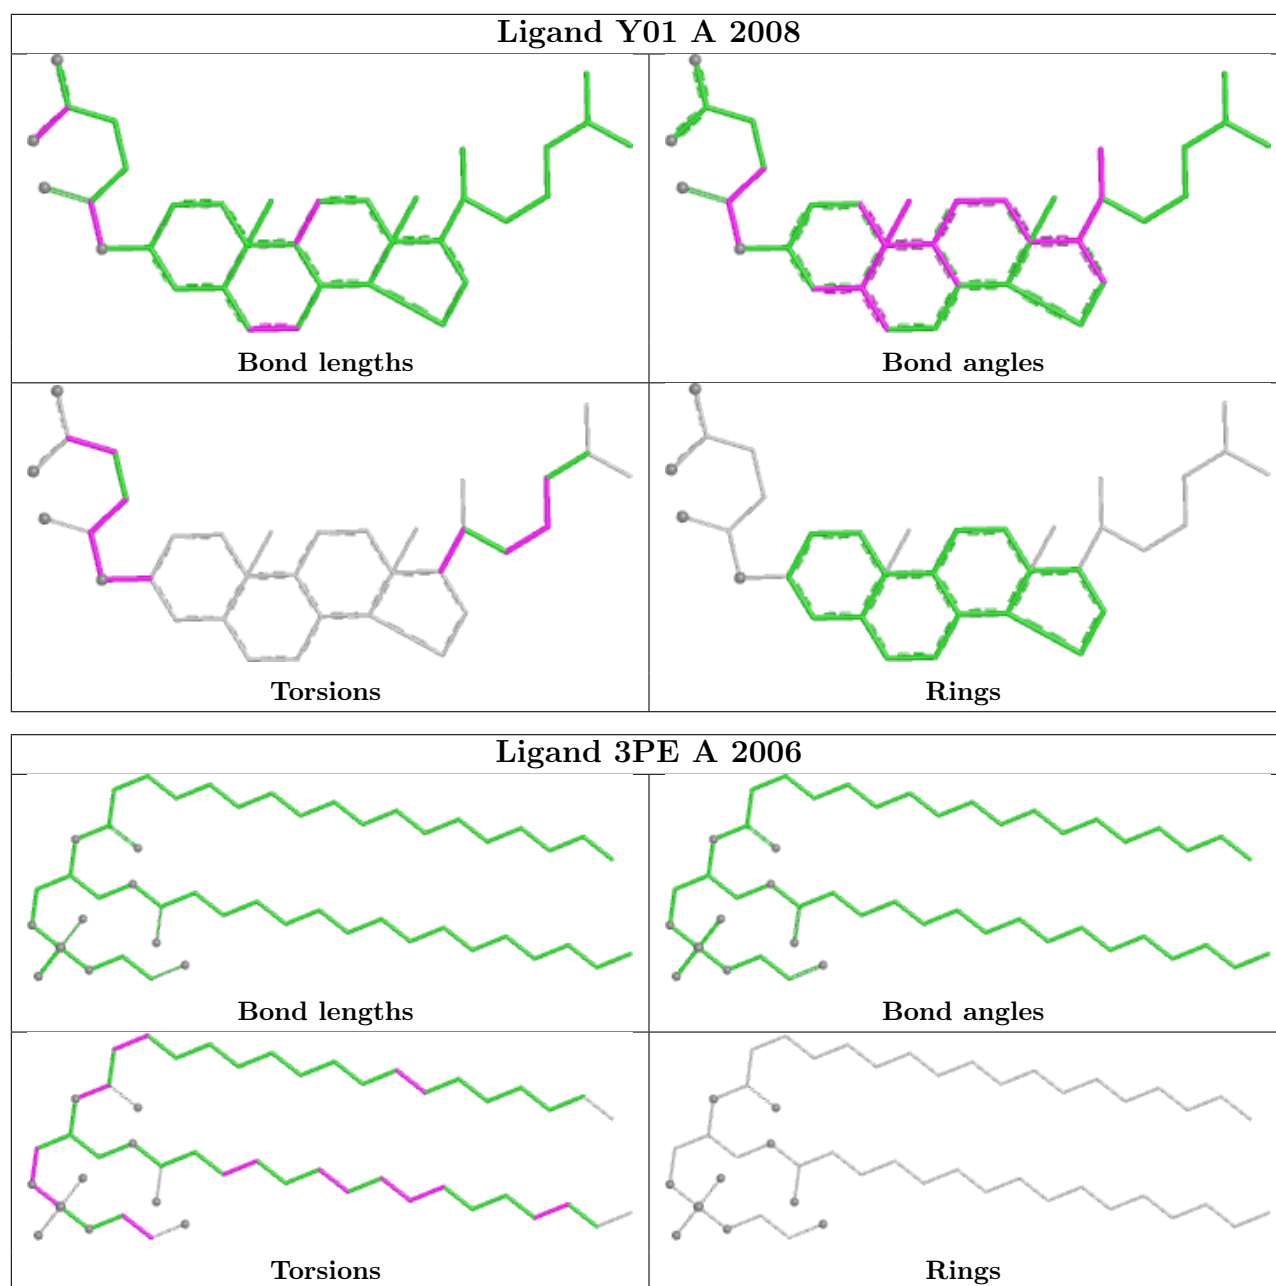 Ligand Y01 A 2008
Bond lengths
Bond angles
Torsions
Rings
Ligand 3PE A 2006
Bond lengths
Bond angles
Torsions
Rings